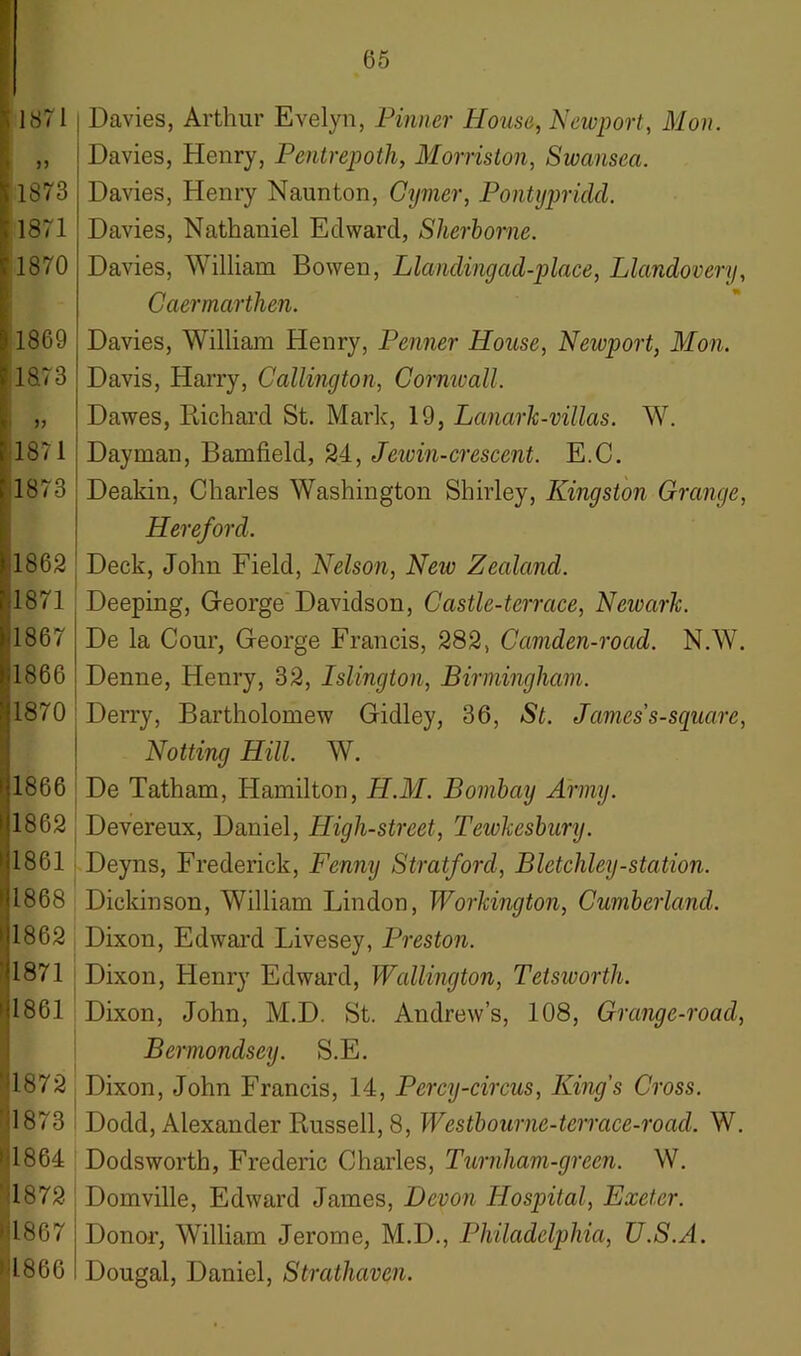 65
1871 Davies, Arthur Evelyn, Pinner House, Newport, Mon.
„ Davies, Henry, Pentrepoth, Morriston, Swansea.
1873 Davies, Henry Naunton, Cymer, Pontypridd.
1871 Davies, Nathaniel Edward, Sherborne.
1870 Davies, William Bowen, Llandingad-place, Llandovery,
Caermarthen.
1869 Davies, William Henry, Penner House, Newport, Mon.
1873 Davis, Harry, Callington, Cornwall.
„ Dawes, Richard St. Mark, 19, Lanark-villas. W.
1871 Dayman, Bamfield, 24, Jewin-crescent. E.C.
1873 Deakin, Charles Washington Shirley, Kingston Grange,
Hereford.
1862 Deck, John Field, Nelson, New Zealand.
1871 Deeping, George Davidson, Castle-terrace, Newark.
1867 De la Cour, George Francis, 282, Camden-road. N.W.
1866 Denne, Henry, 32, Islington, Birmingham.
1870 Derry, Bartholomew Gidley, 36, St. James's-square,
Notting Hill. W.
1866 De Tatham, Hamilton, H.M. Bombay Army.
1862 Devereux, Daniel, High-street, Tewkesbury.
1861 Deyns, Frederick, Fenny Stratford, Bletchley-station.
1868 Dickinson, William Lindon, Workington, Cumberland.
1862 Dixon, Edward Livesey, Preston.
1871 Dixon, Henry Edward, Wallington, Tetsworth.
1861 Dixon, John, M.D. St. Andrew's, 108, Grange-road,
Bermondsey. S.E.
1872 Dixon, John Francis, 14, Percy-circus, King's Cross.
1873 Dodd, Alexander Russell, 8, Westbourne-terrace-road. W.
1864 Dodsworth, Frederic Charles, Turnham-green. W.
1872 Domville, Edward James, Devon Hospital, Exeter.
1867 Donor, William Jerome, M.D., Philadelphia, U.S.A.
1866 Dougal, Daniel, Strathaven.